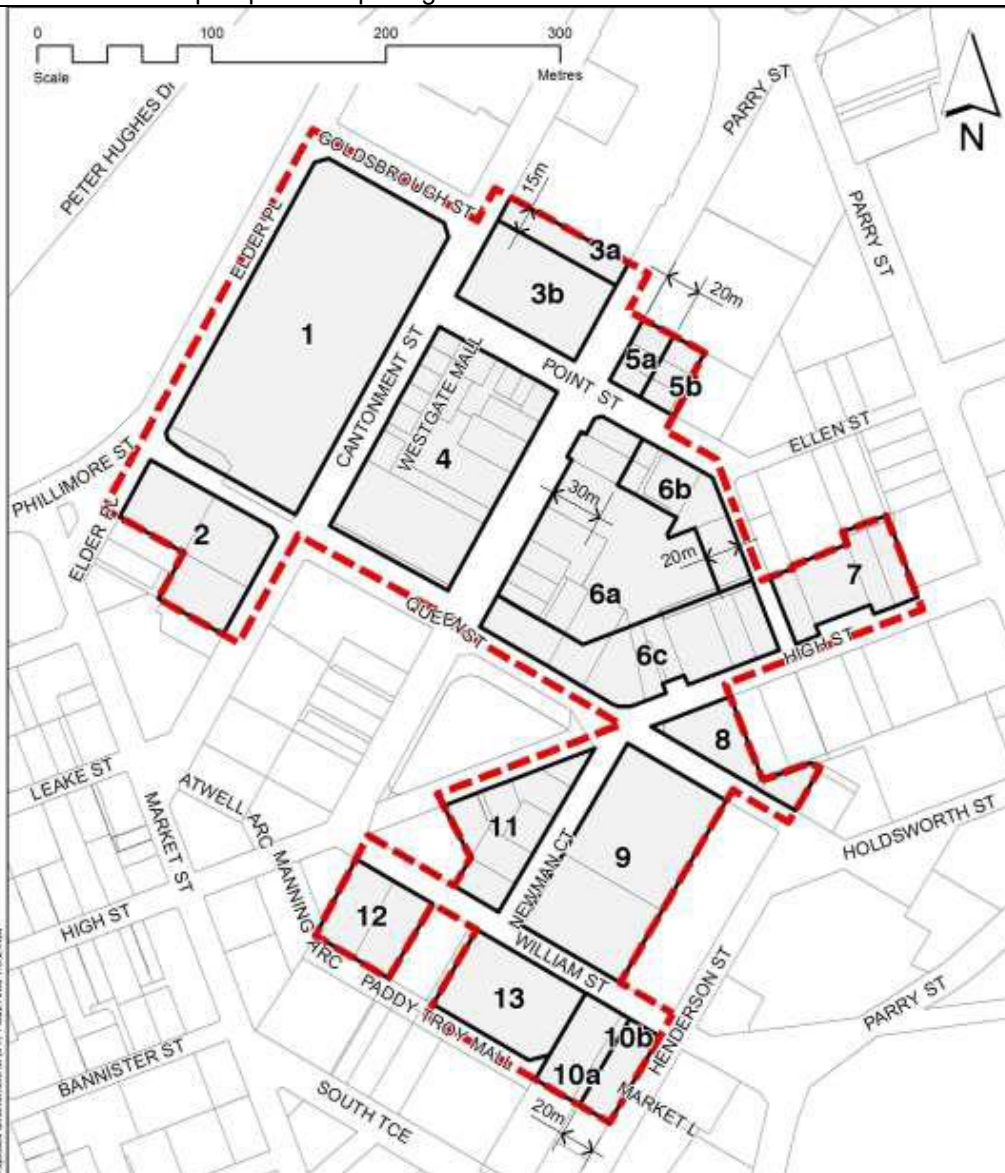 0 100 200 300
Scale Metres
PARRY ST
N
PETER HUGHES D
GOLDSBROUGH ST
15m
3a
PARRY ST
ELDER PL
20m
3b
1
5a
5b
POINT ST
WESTGATE MALL
CANTONMENT ST
4
ELLEN ST
PHILLIMORE ST
6b
30m
ELDER PL
2
20m
7
6a
QUEEN ST
6c
HIGH ST
8
LEAKE ST
ATWELL ARC
MARKET ST
11
NEWMAN CT
9
HOLDSWORTH ST
MANNING ARC
12
HIGH ST
WILLIAM ST
HENDERSON ST
PADDY TROY MALL
13
PARRY ST
10b
10a
BANNISTER ST
SOUTH TCE
MARKET L
20m